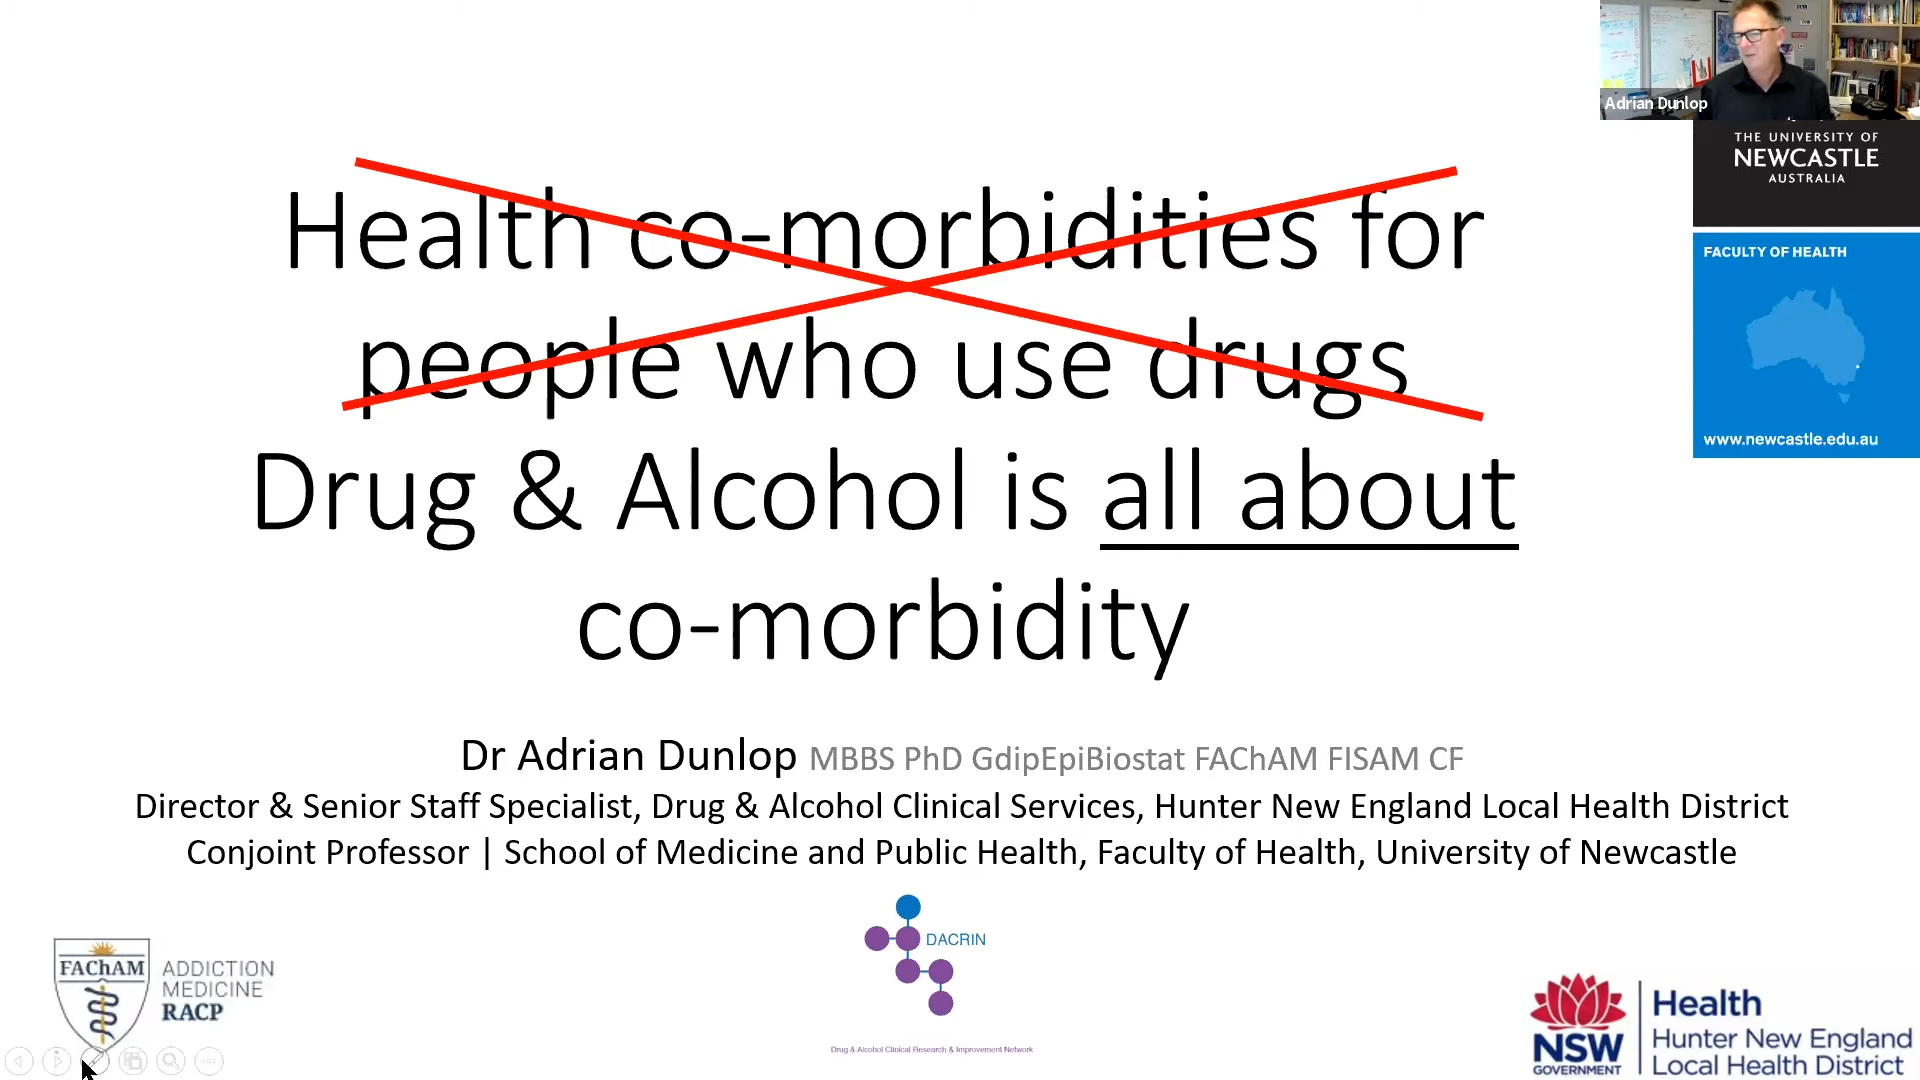 Adrian Dunlop
THE UNIVERSITY OF
NEWCASTLE
AUSTRALIA
FACULTY OF HEALTH
www.newcastle.edu.au
Health co-morbidities for
people who use drugs
Drug & Alcohol is all about
co-morbidity
Dr Adrian Dunlop MBBS PhD GdipEpiBiostat FAChAM FISAM CF
Director & Senior Staff Specialist, Drug & Alcohol Clinical Services, Hunter New England Local Health District
Conjoint Professor | School of Medicine and Public Health, Faculty of Health, University of Newcastle
FAChAM
ADDICTION
MEDICINE
RACP
DACRIN
Drug & Alcohol Clinical Research & Improvement Network
NSW
GOVERNMENT
Health
Hunter New England
Local Health District